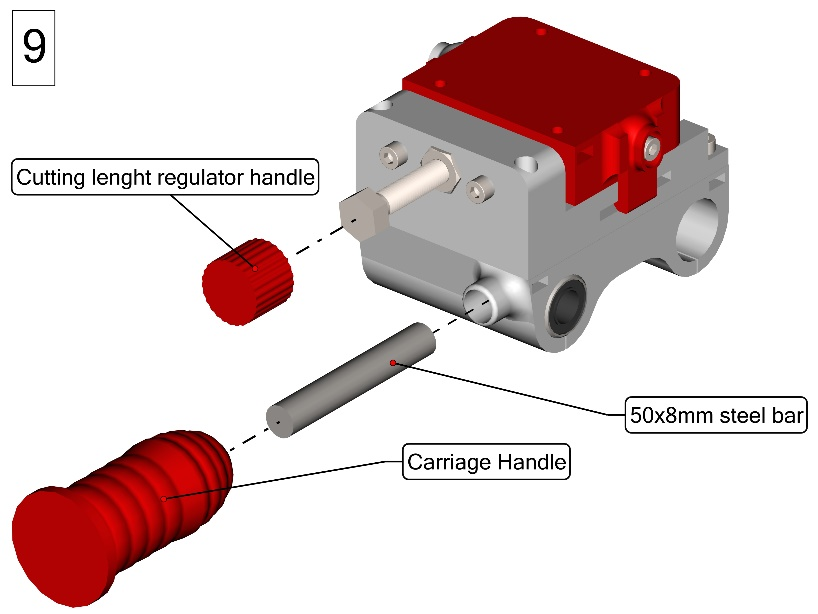 9
Cutting lenght regulator handle
50x8mm steel bar
Carriage Handle